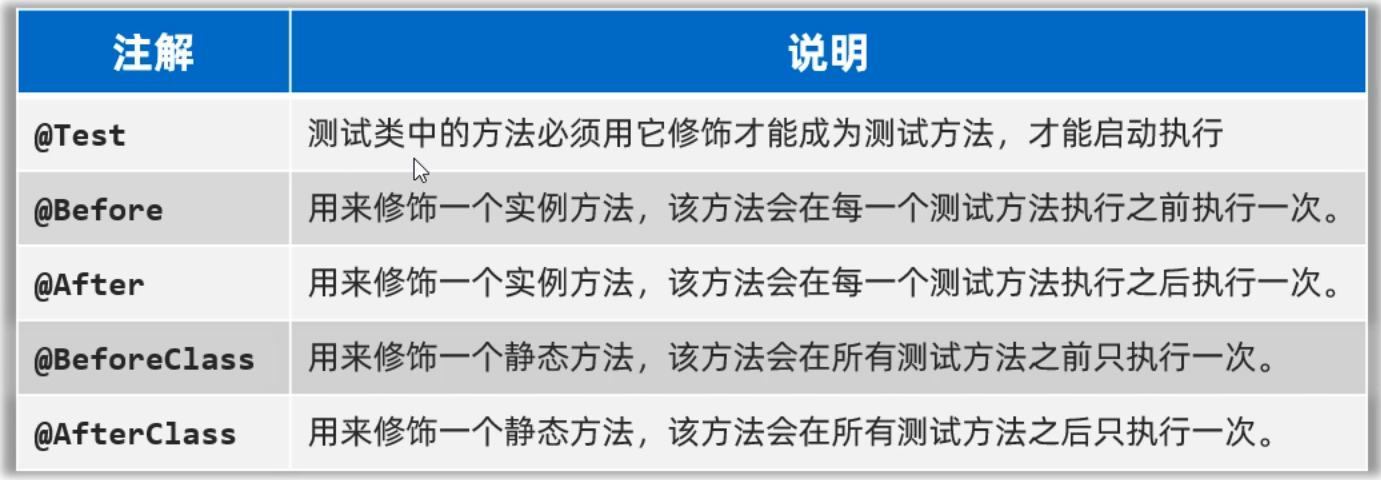 注解 说明
@Test 测试类中的方法必须用它修饰才能成为测试方法，才能启动执行
@Before 用来修饰一个实例方法，该方法会在每一个测试方法执行之前执行一次。
@After 用来修饰一个实例方法，该方法会在每一个测试方法执行之后执行一次。
@BeforeClass 用来修饰一个静态方法，该方法会在所有测试方法之前只执行一次。
@AfterClass 用来修饰一个静态方法，该方法会在所有测试方法之后只执行一次。